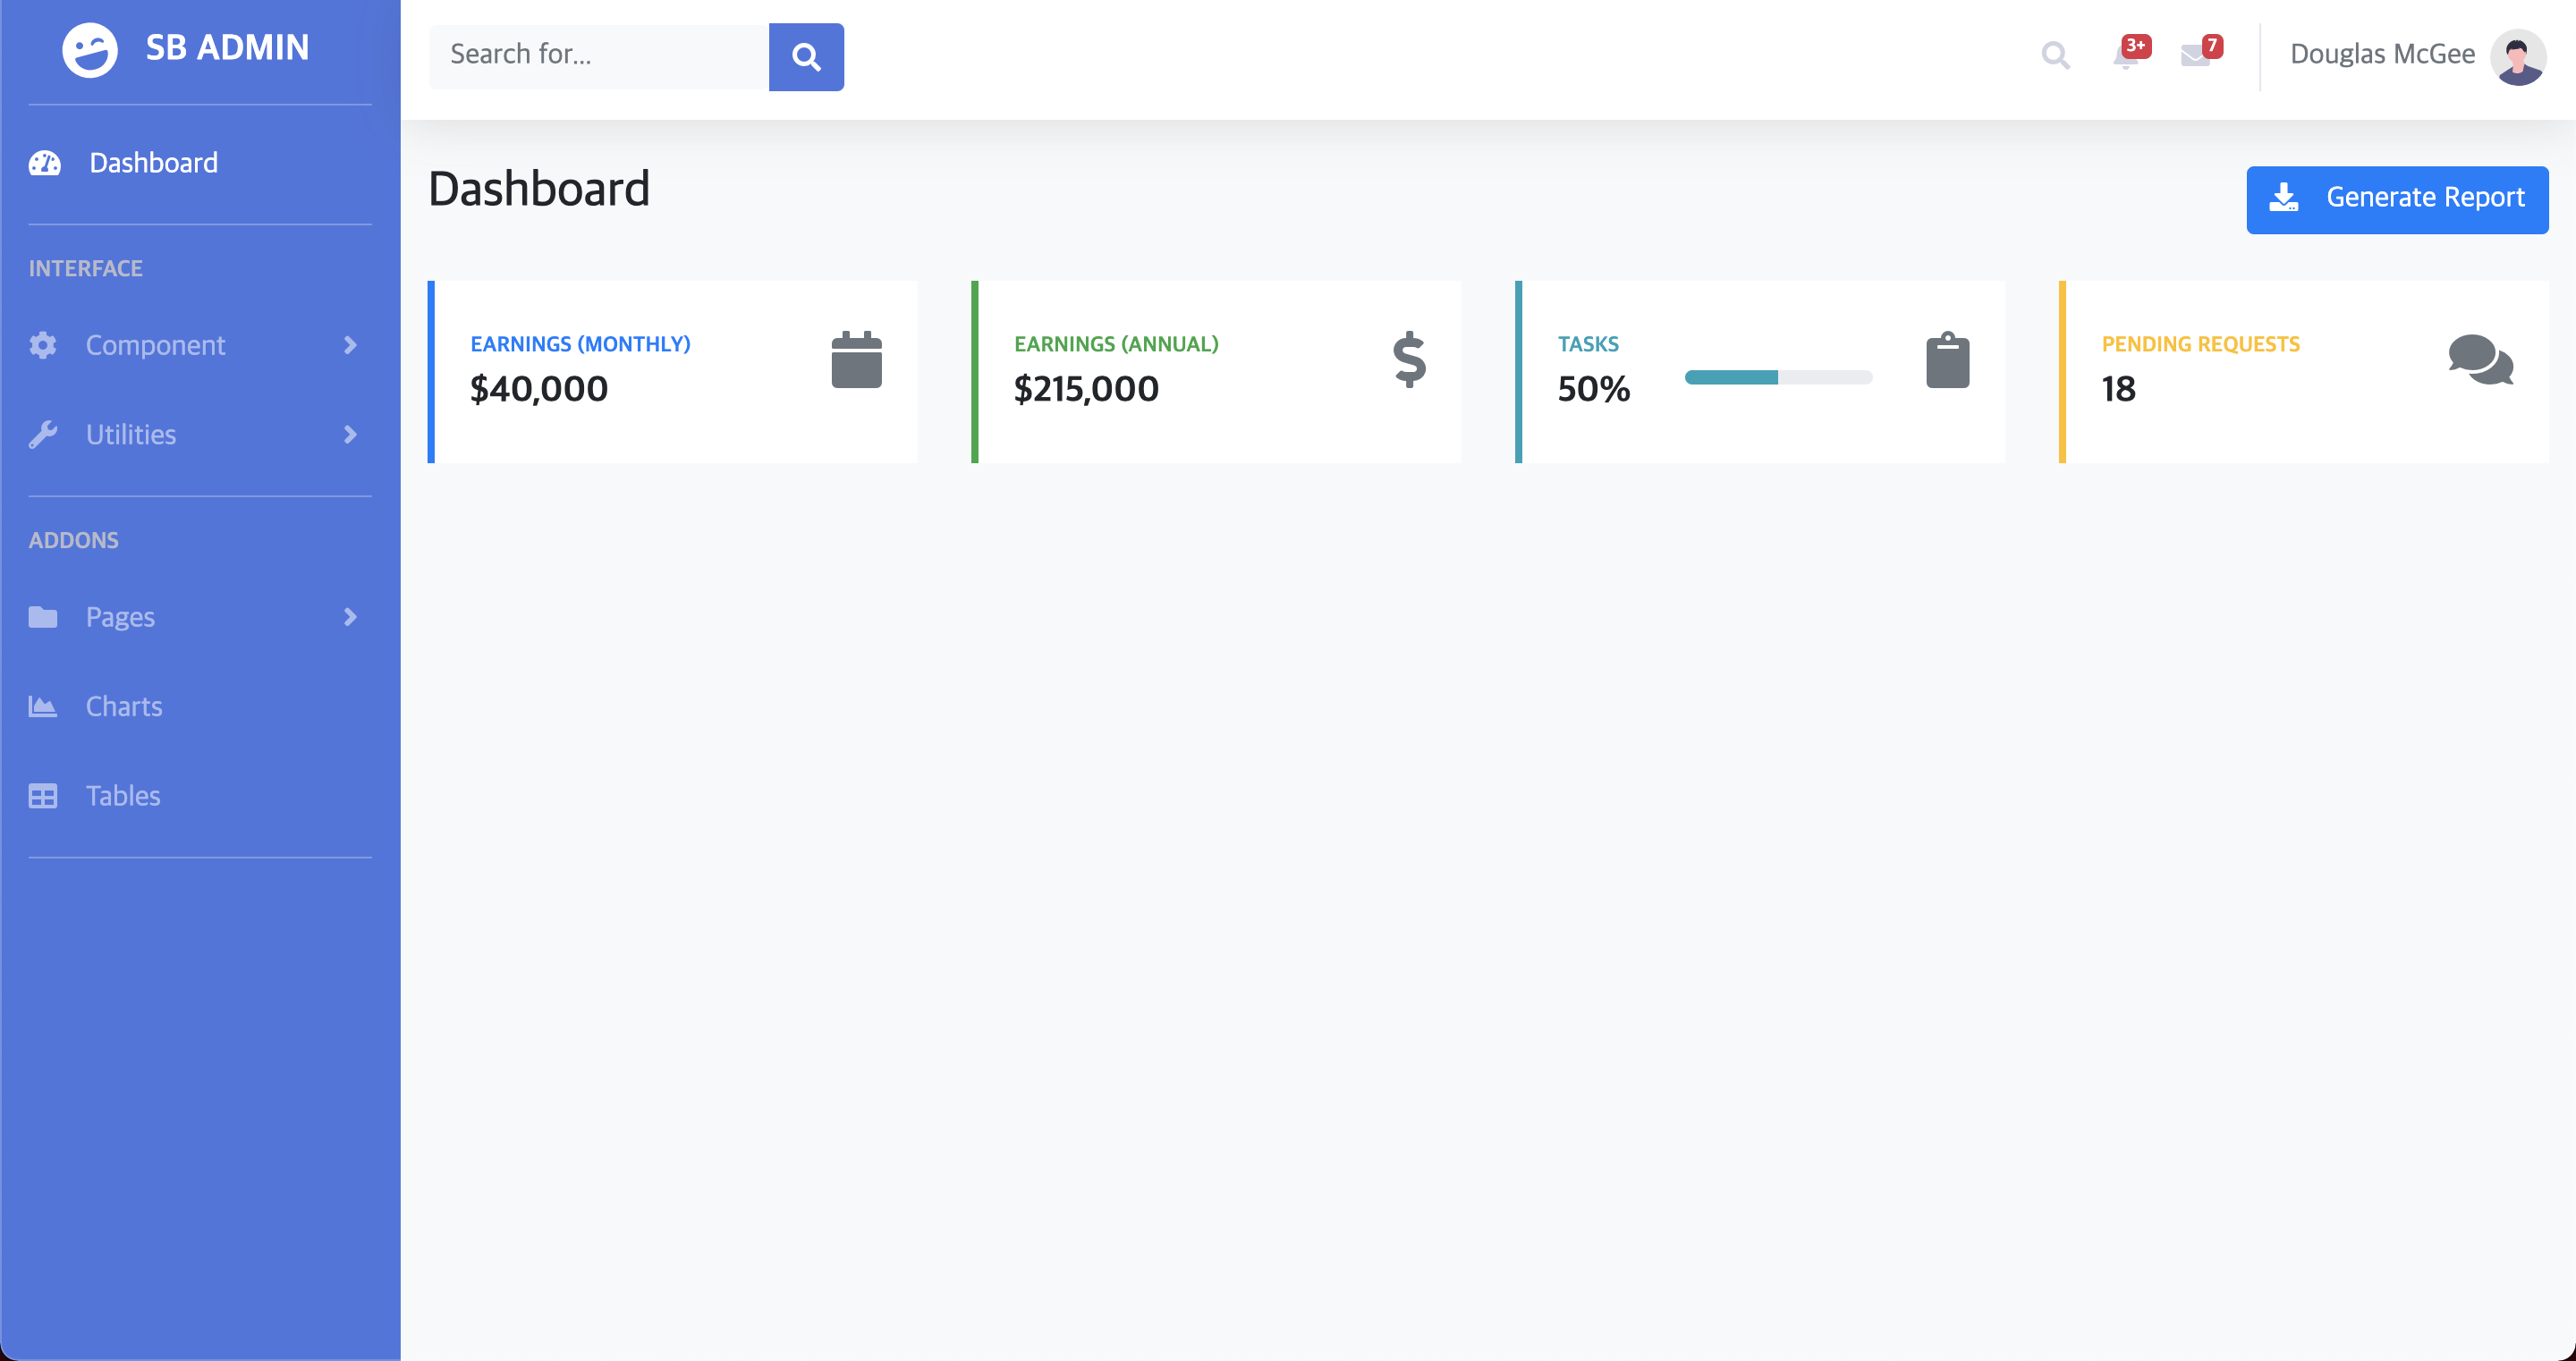 SB ADMIN
Dashboard
INTERFACE
Component
Utilities
ADDONS
Pages
Charts
Tables
Search for...
3+
7
Douglas McGee
Dashboard
Generate Report
EARNINGS (MONTHLY)
$40,000
EARNINGS (ANNUAL)
$215,000
TASKS
50%
PENDING REQUESTS
18